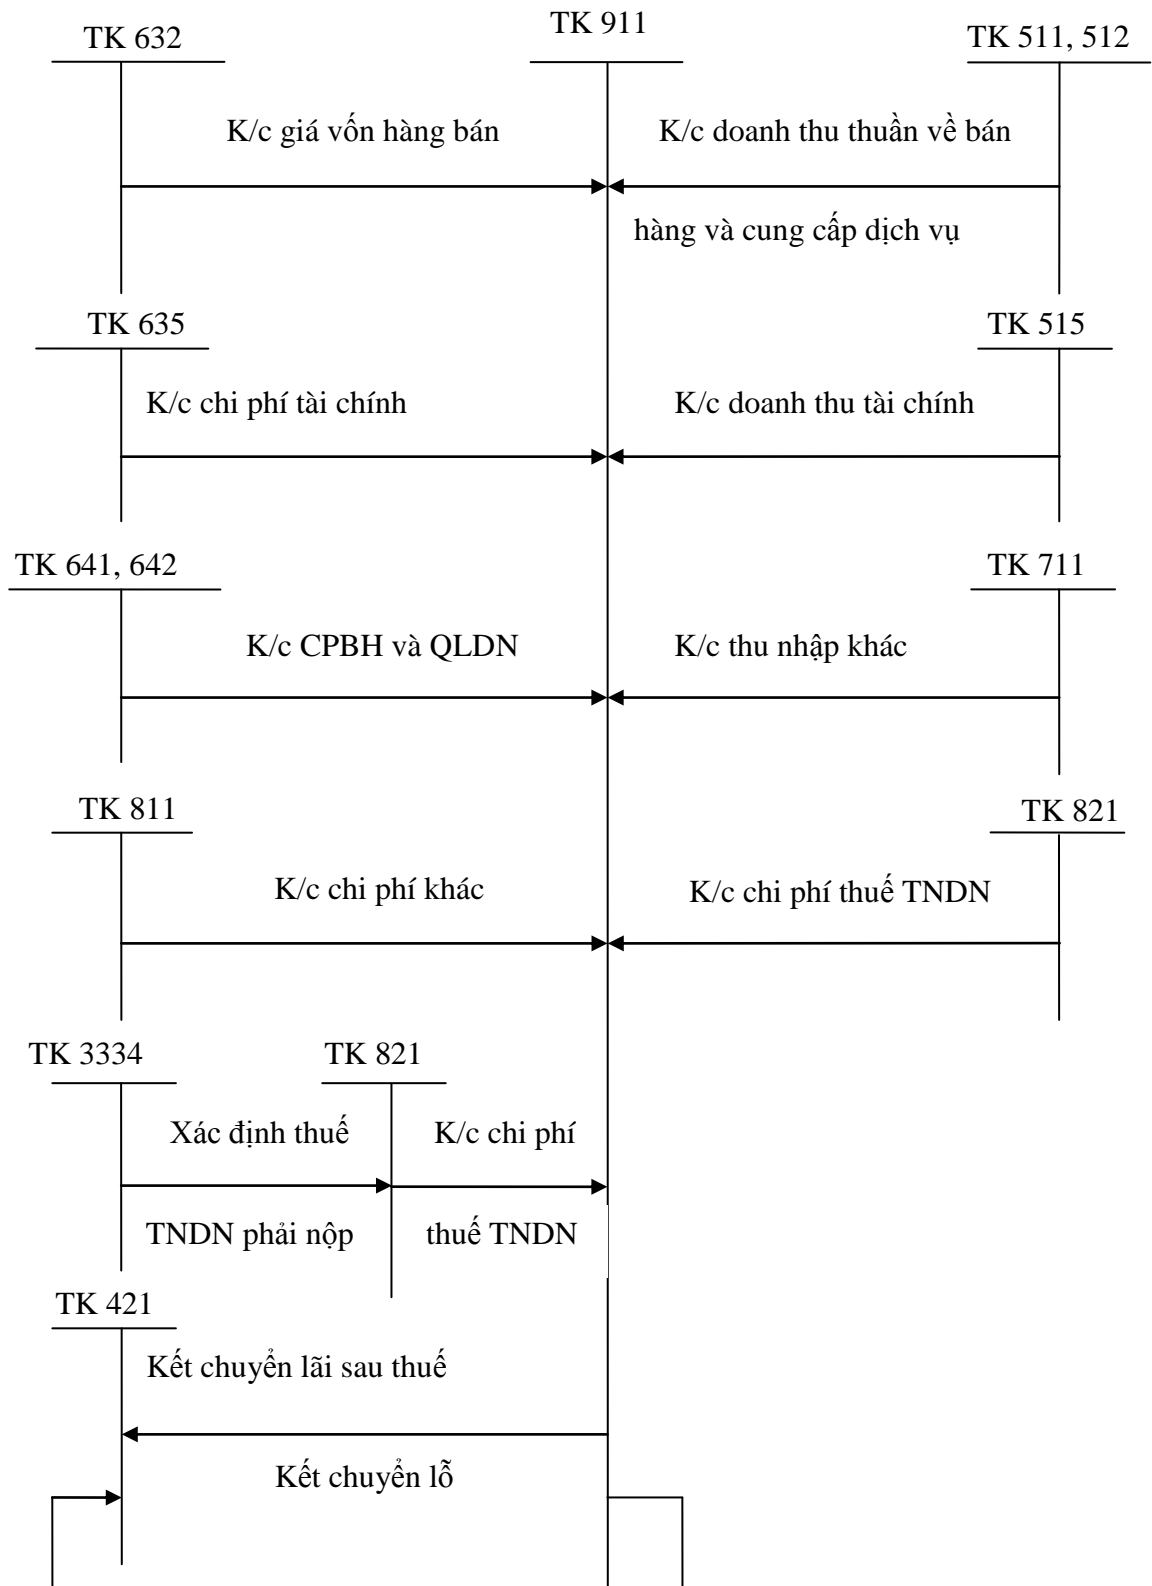 TK 632
TK 911
TK 511, 512
K/c giá vốn hàng bán
K/c doanh thu thuần về bán
hàng và cung cấp dịch vụ
TK 635
TK 515
K/c chi phí tài chính
K/c doanh thu tài chính
TK 641, 642
TK 711
K/c CPBH và QLDN
K/c thu nhập khác
TK 811
TK 821
K/c chi phí khác
K/c chi phí thuế TNDN
TK 3334
TK 821
Xác định thuế
K/c chi phí
TNDN phải nộp
thuế TNDN
TK 421
Kết chuyển lãi sau thuế
Kết chuyển lỗ